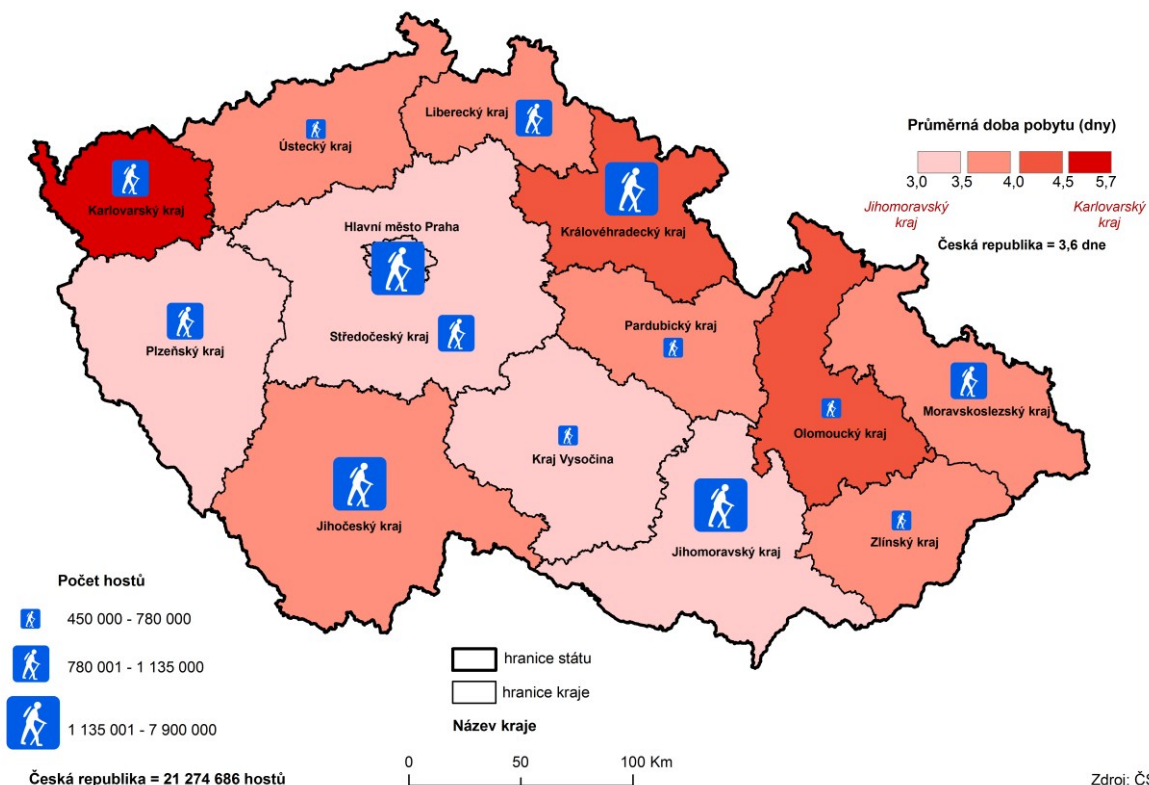 Liberecký kraj
Ústecký kraj
Karlovarský kraj
Královéhradecký kraj
Hlavní město Praha
Středočeský kraj
Plzeňský kraj
Pardubický kraj
Kraj Vysočina
Jihočeský kraj
Jihomoravský kraj
Olomoucký kraj
Moravskoslezský kraj
Zlínský kraj
Průměrná doba pobytu (dny)
3,0 3,5 4,0 4,5 5,7
Jihomoravský Karlovarský
kraj kraj
Česká republika = 3,6 dne
Počet hostů
450 000 - 780 000
780 001 - 1 135 000
1 135 001 - 7 900 000
Česká republika = 21 274 686 hostů
hranice státu
hranice kraje
Název kraje
0 50 100 Km
Zdroj: